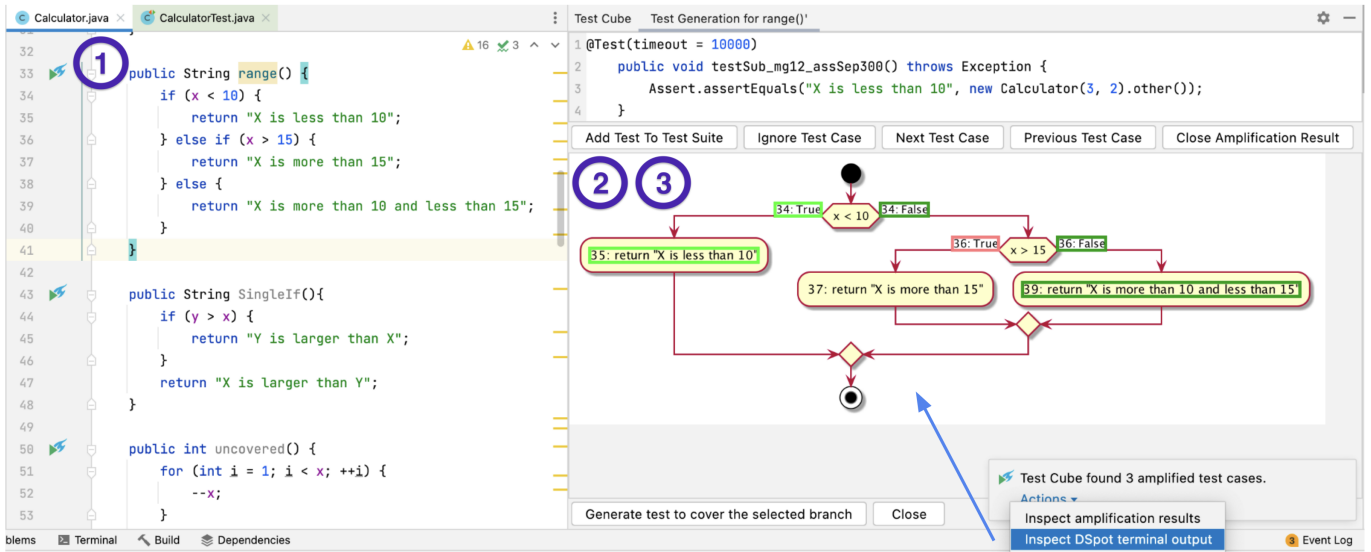 Calculator.java
CalculatorTest.java
Test Cube
Test Generation for range()'
31
}
32
16
3
1
33 public String range() {
34 if (x < 10) {
35 return "X is less than 10";
36 } else if (x > 15) {
37 return "X is more than 15";
38 } else {
39 return "X is more than 10 and less than 15";
40 }
41 }
42
43 public String SingleIf(){
44 if (y > x) {
45 return "Y is larger than X";
46 }
47 return "X is larger than Y";
48 }
49
50 public int uncovered() {
51 for (int i = 1; i < x; ++i) {
52 --x;
53 }
1 @Test(timeout = 10000)
2 public void testSub_mg12_assSep300() throws Exception {
3 Assert.assertEquals("X is less than 10", new Calculator(3, 2).other());
4 }
Add Test To Test Suite
Ignore Test Case
Next Test Case
Previous Test Case
Close Amplification Result
2
3
34: True
x < 10
34: False
36: True
x > 15
36: False
35: return "X is less than 10"
37: return "X is more than 15"
39: return "X is more than 10 and less than 15"
Test Cube found 3 amplified test cases.
Actions
Inspect amplification results
Inspect DSpot terminal output
Generate test to cover the selected branch
Close
blems
Terminal
Build
Dependencies
3 Event Log